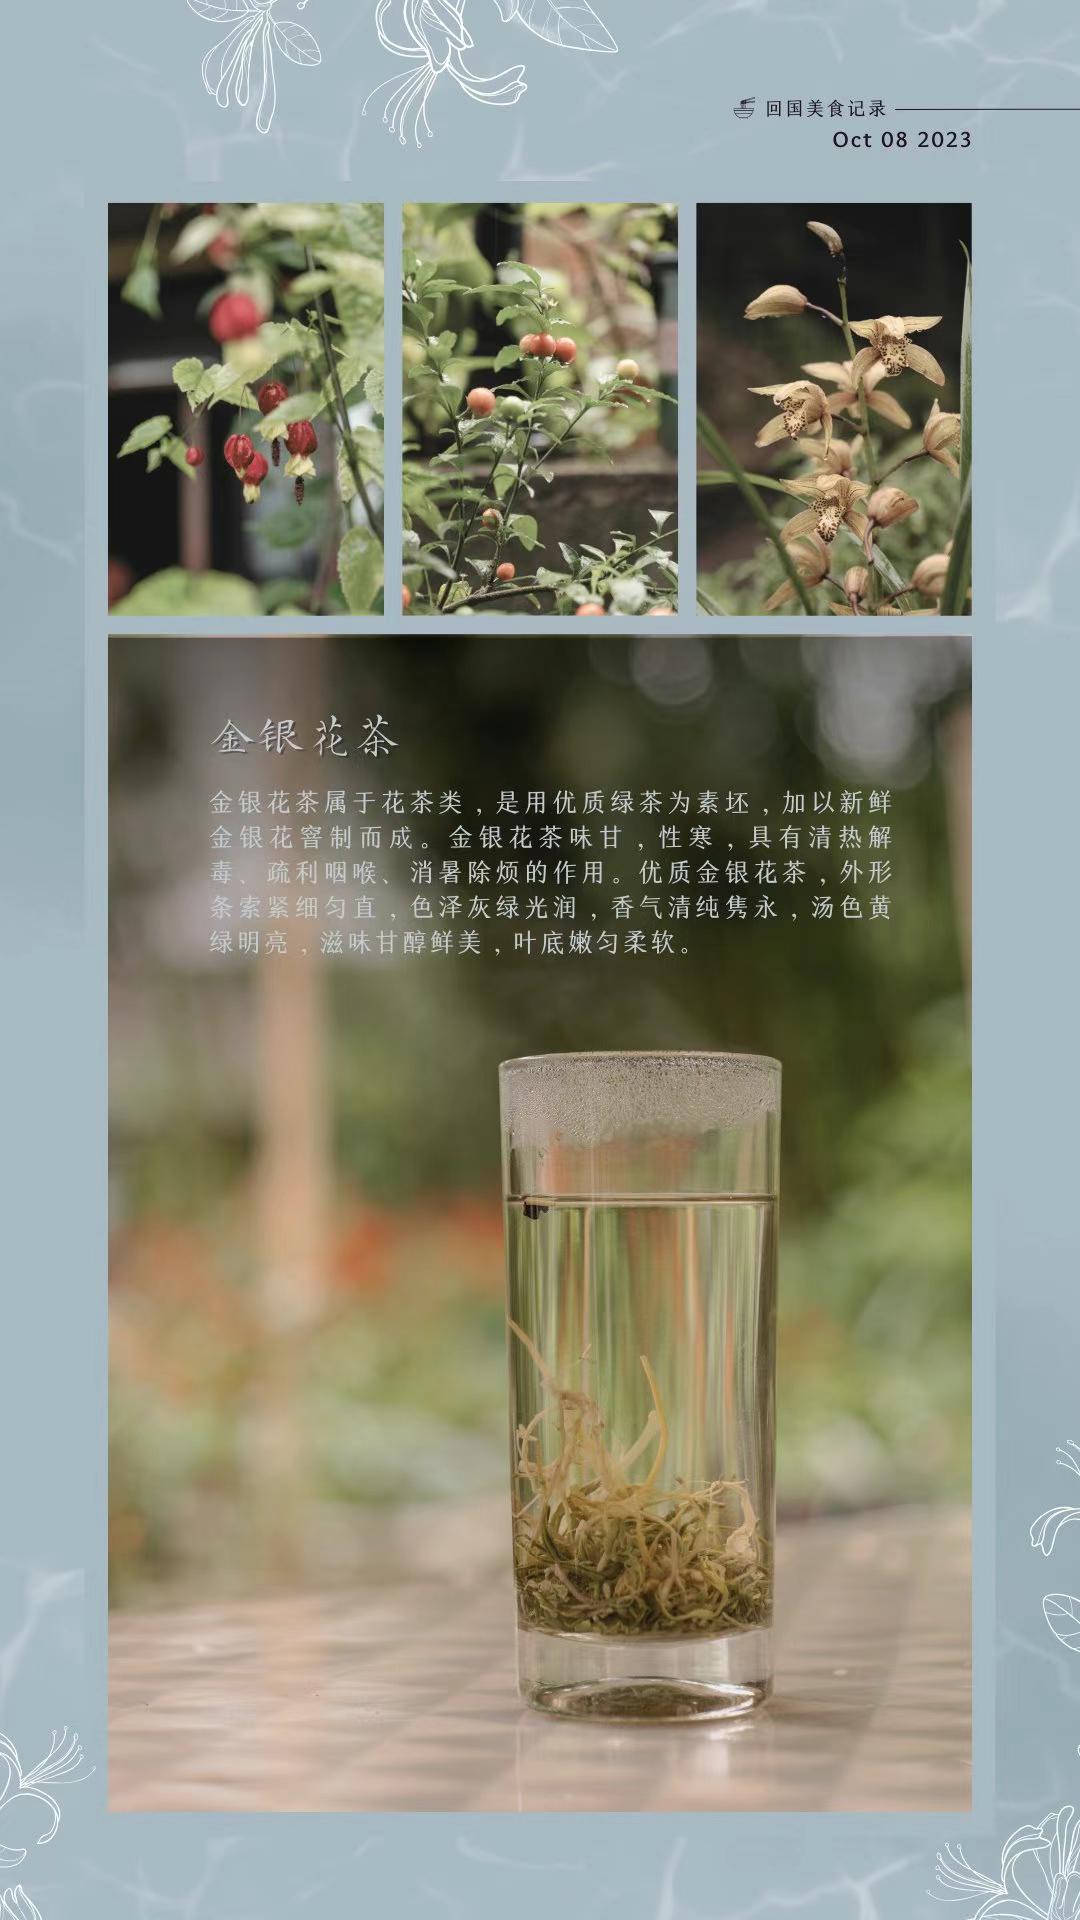 回国美食记录
Oct 08 2023
金银花茶
金银花茶属于花茶类，是用优质绿茶为素坯，加以新鲜
金银花窨制而成。金银花茶味甘，性寒，具有清热解
毒、疏利咽喉、消暑除烦的作用。优质金银花茶，外形
条索紧细匀直，色泽灰绿光润，香气清纯隽永，汤色黄
绿明亮，滋味甘醇鲜美，叶底嫩匀柔软。